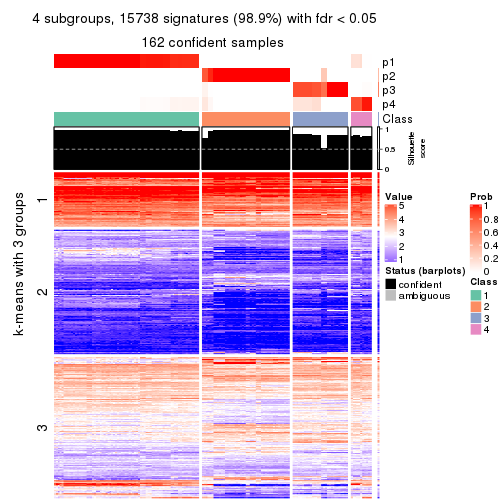 4 subgroups, 15738 signatures (98.9%) with fdr < 0.05
162 confident samples
p1
p2
p3
p4
Class
1
0.5
0
Silhouette
score
k-means with 3 groups
1
2
3
Value
5
4
3
2
1
Status (barplots)
confident
ambiguous
Prob
1
0.8
0.6
0.4
0.2
0
Class
1
2
3
4